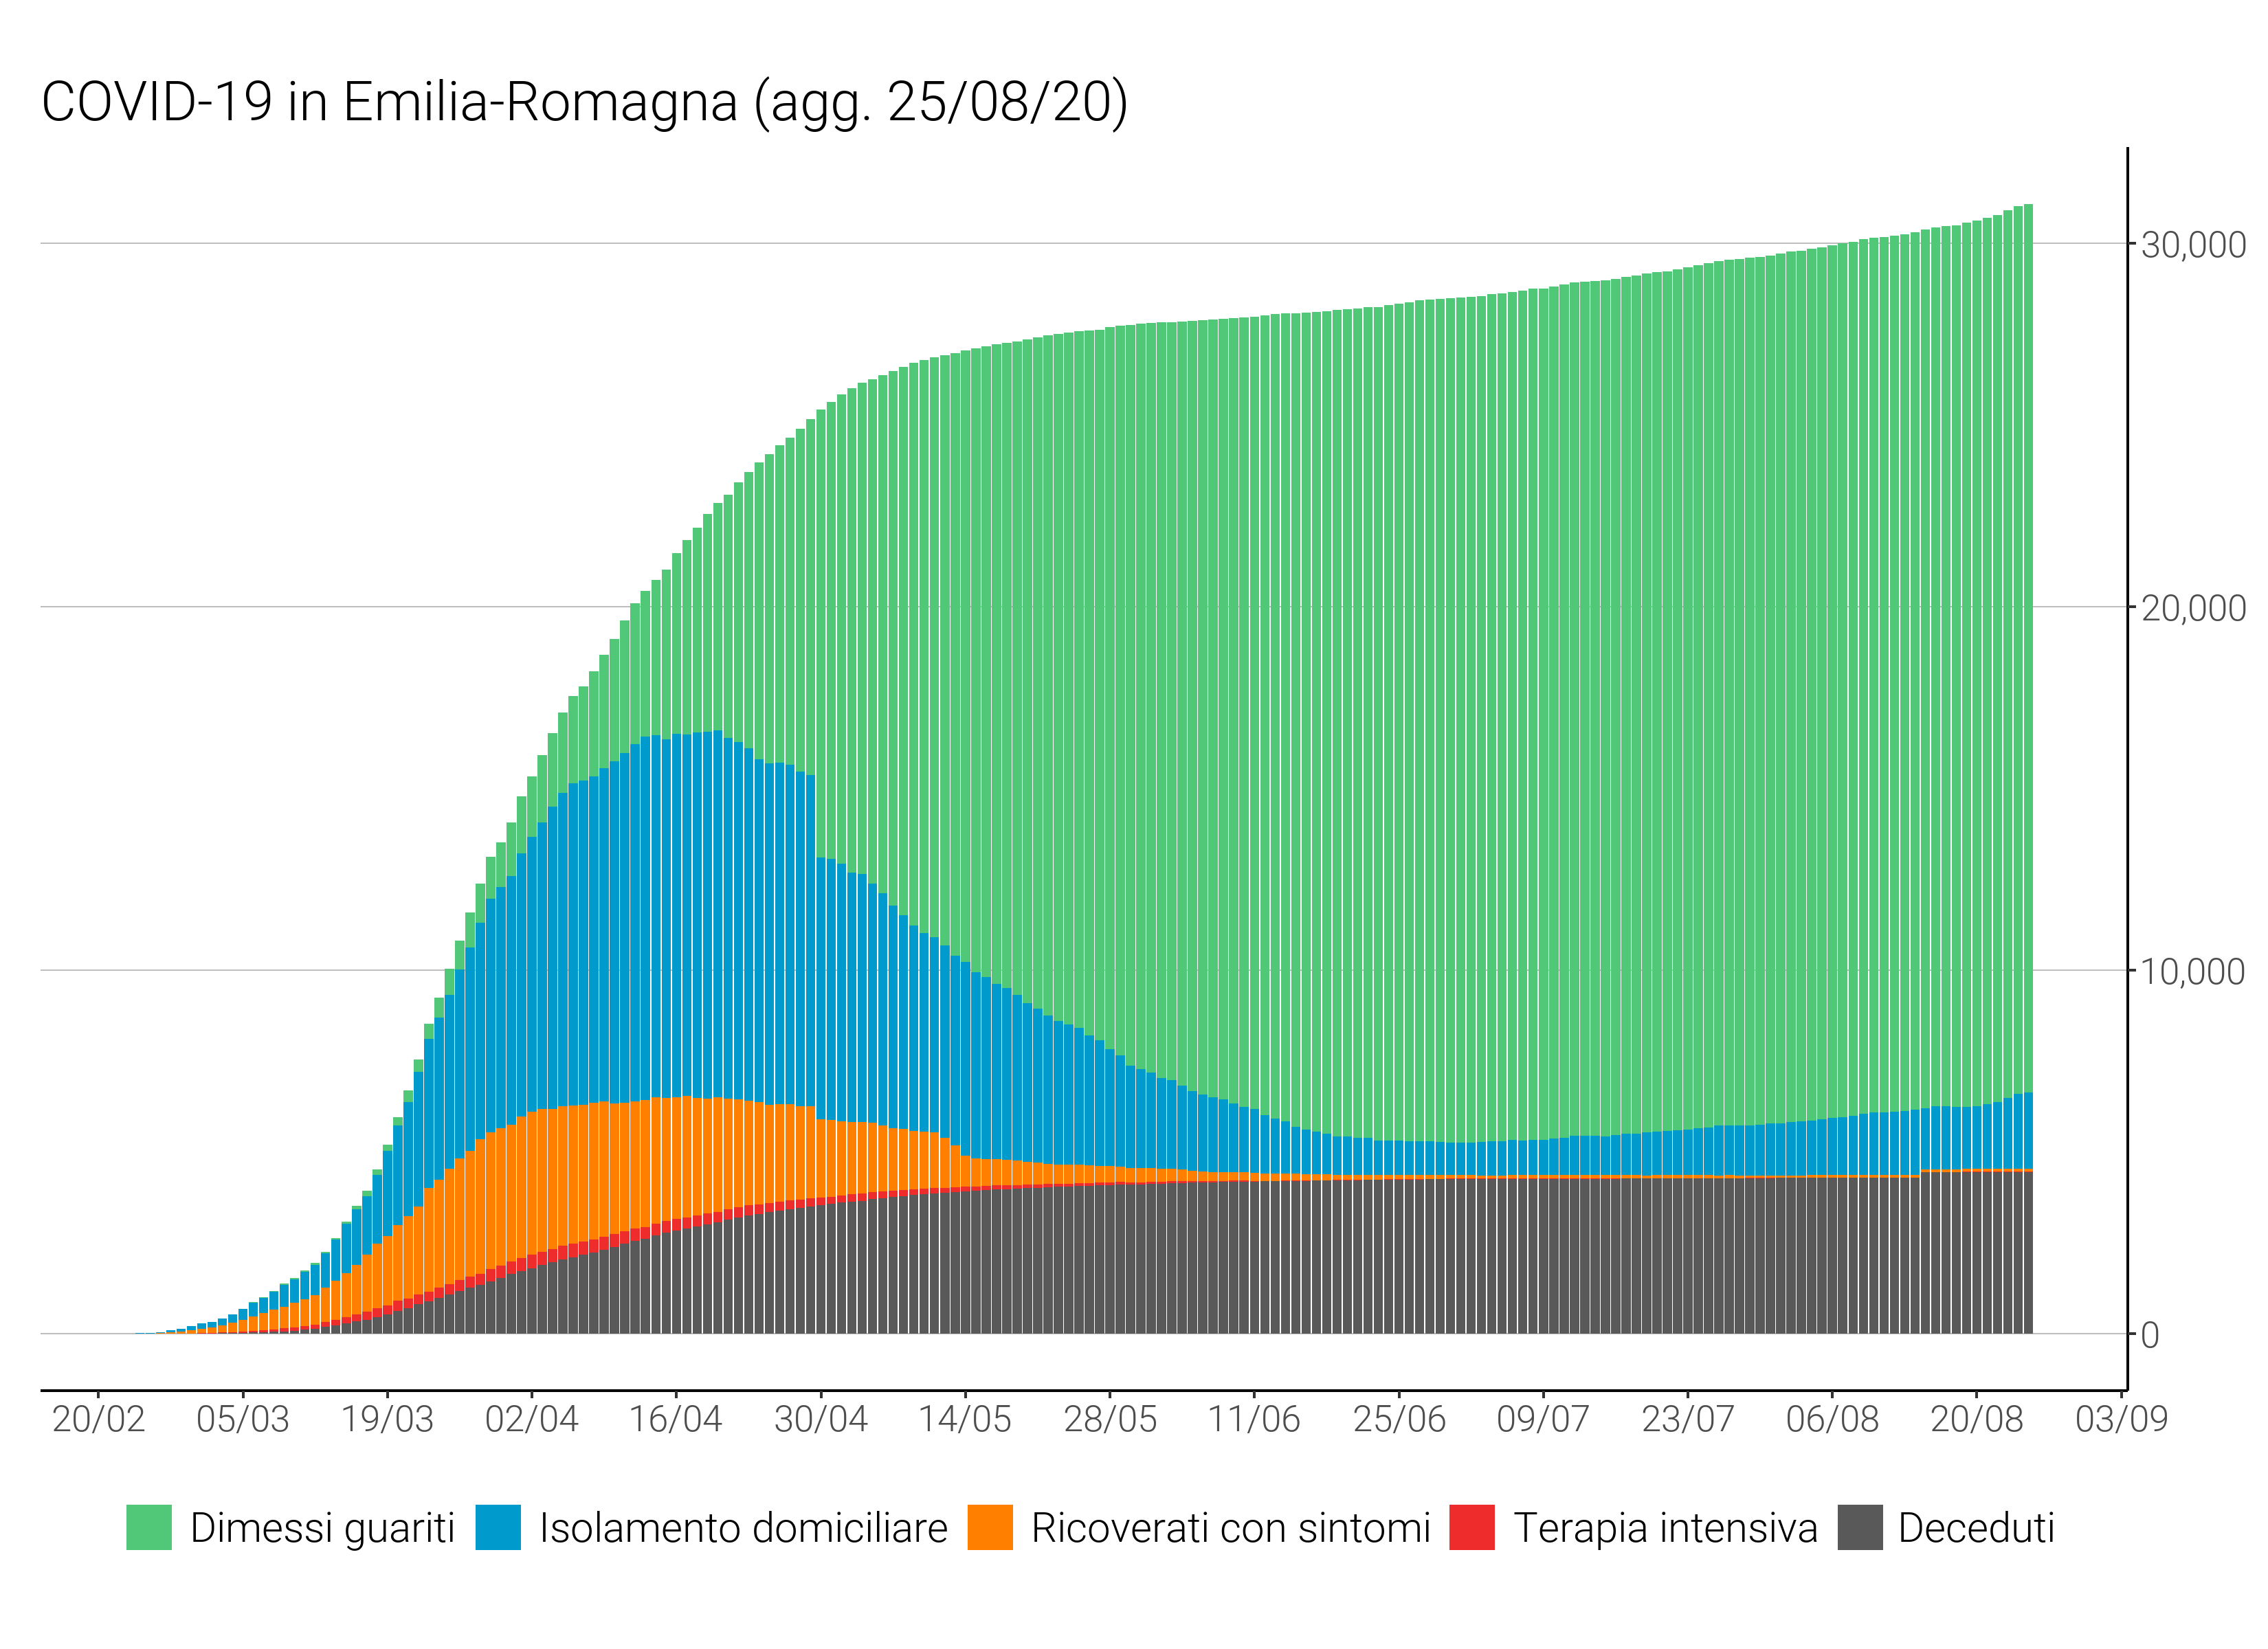 COVID-19 in Emilia-Romagna (agg. 25/08/20)
30,000
20,000
10,000
0
20/02 05/03 19/03 02/04 16/04 30/04 14/05 28/05 11/06 25/06 09/07 23/07 06/08 20/08 03/09
Dimessi guariti Isolamento domiciliare Ricoverati con sintomi Terapia intensiva Deceduti